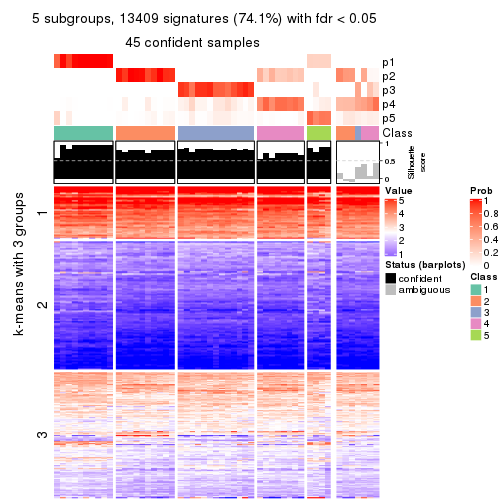 5 subgroups, 13409 signatures (74.1%) with fdr < 0.05
45 confident samples
p1
p2
p3
p4
p5
Class
1
0.5
0
Silhouette
score
k-means with 3 groups
1
2
3
Value
5
4
3
2
1
Status (barplots)
confident
ambiguous
Prob
1
0.8
0.6
0.4
0.2
0
Class
1
2
3
4
5